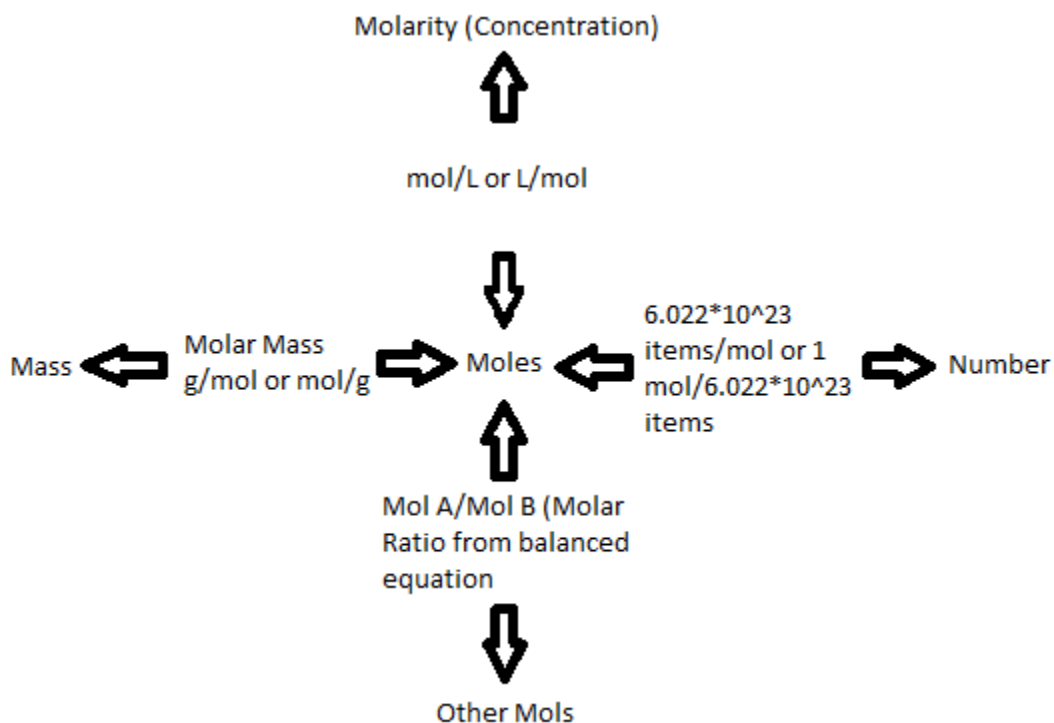 Molarity (Concentration)
mol/L or L/mol
Mass
Molar Mass
g/mol or mol/g
Moles
6.022*10^23
items/mol or 1
mol/6.022*10^23
items
Number
Mol A/Mol B (Molar
Ratio from balanced
equation
Other Mols